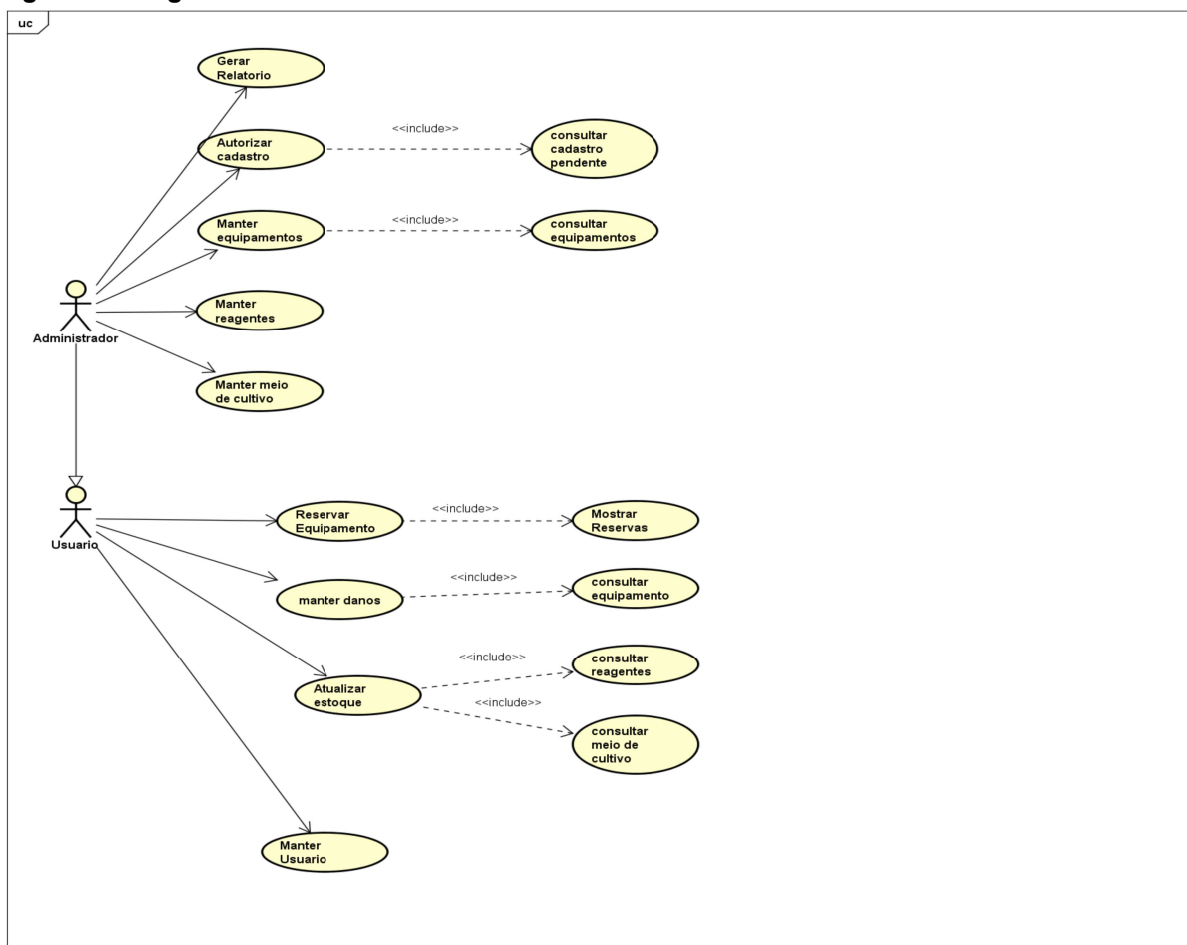 uc
Gerar
Relatorio
Autorizar
cadastro
<<include>>
consultar
cadastro
pendente
Manter
equipamentos
<<include>>
consultar
equipamentos
Manter
reagentes
Administrador
Manter meio
de cultivo
Usuario
Reservar
Equipamento
<<include>>
Mostrar
Reservas
manter danos
<<include>>
consultar
equipamento
Atualizar
estoque
<<include>>
consultar
reagentes
<<include>>
consultar
meio de
cultivo
Manter
Usuario